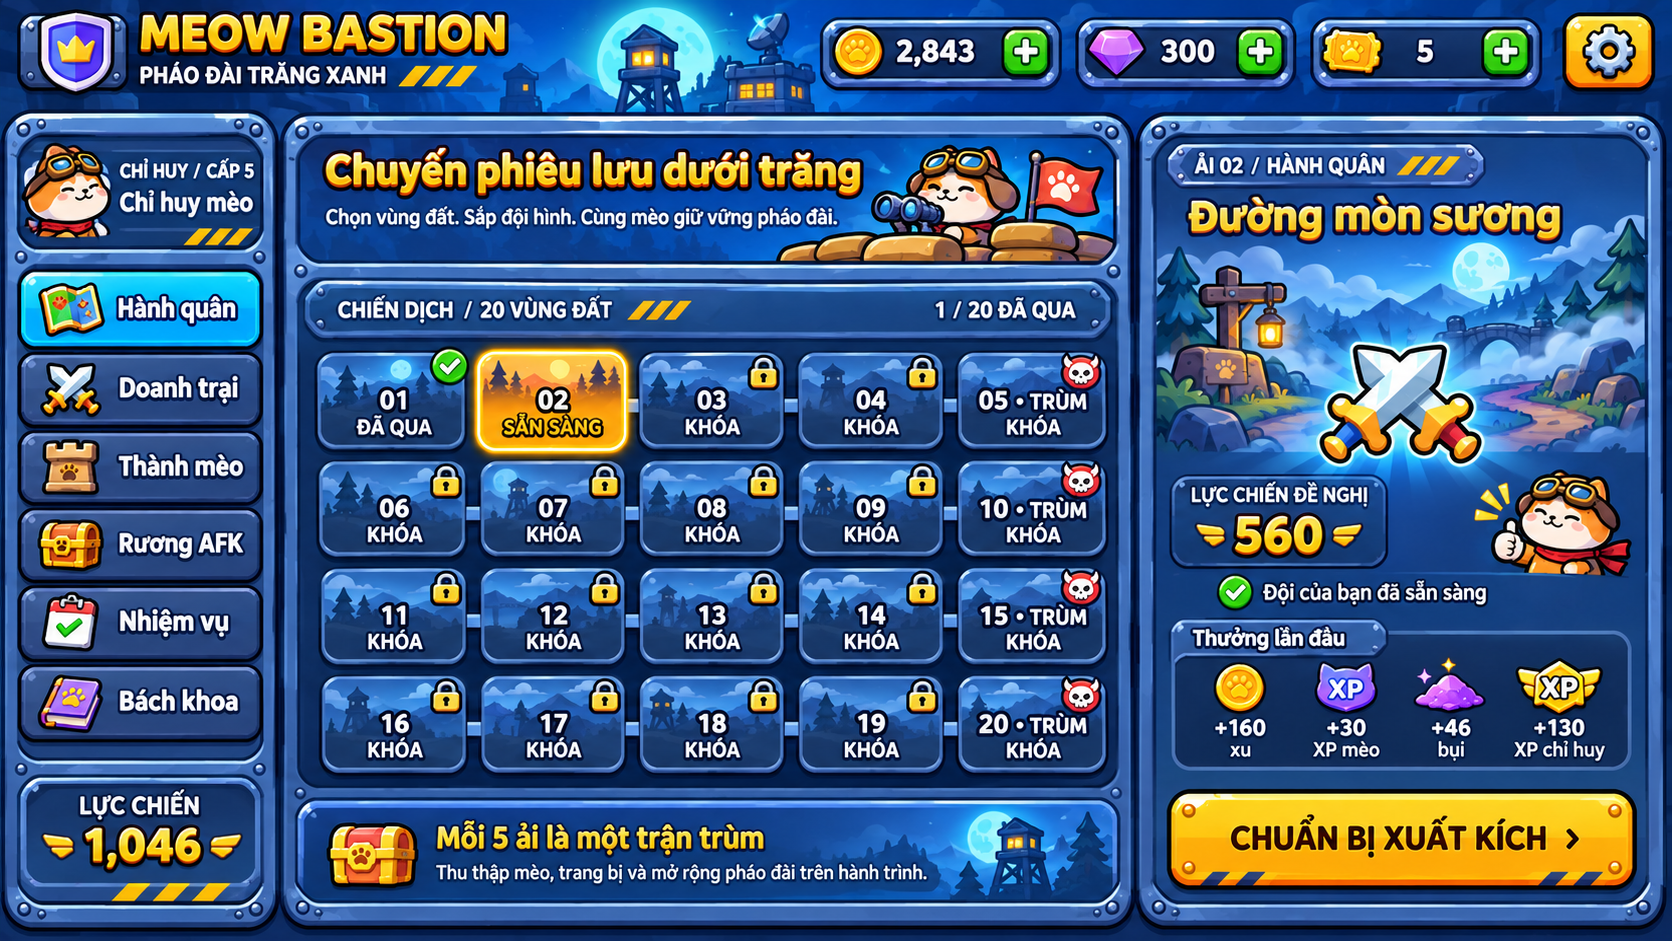 MEOW BASTION
PHÁO ĐÀI TRĂNG XANH
2,843
300
5
CHỈ HUY / CẤP 5
Chỉ huy mèo
Hành quân
Doanh trại
Thành mèo
Rương AFK
Nhiệm vụ
Bách khoa
LỰC CHIẾN
1,046
Chuyến phiêu lưu dưới trăng
Chọn vùng đất. Sắp đội hình. Cùng mèo giữ vững pháo đài.
CHIẾN DỊCH / 20 VÙNG ĐẤT
1 / 20 ĐÃ QUA
01
ĐÃ QUA
02
SẴN SÀNG
03
KHÓA
04
KHÓA
05 • TRÙM
KHÓA
06
KHÓA
07
KHÓA
08
KHÓA
09
KHÓA
10 • TRÙM
KHÓA
11
KHÓA
12
KHÓA
13
KHÓA
14
KHÓA
15 • TRÙM
KHÓA
16
KHÓA
17
KHÓA
18
KHÓA
19
KHÓA
20 • TRÙM
KHÓA
Mỗi 5 ải là một trận trùm
Thu thập mèo, trang bị và mở rộng pháo đài trên hành trình.
ẢI 02 / HÀNH QUÂN
Đường mòn sương
LỰC CHIẾN ĐỀ NGHỊ
560
Đội của bạn đã sẵn sàng
Thưởng lần đầu
+160
xu
XP
+30
XP mèo
+46
bụi
XP
+130
XP chỉ huy
CHUẨN BỊ XUẤT KÍCH >